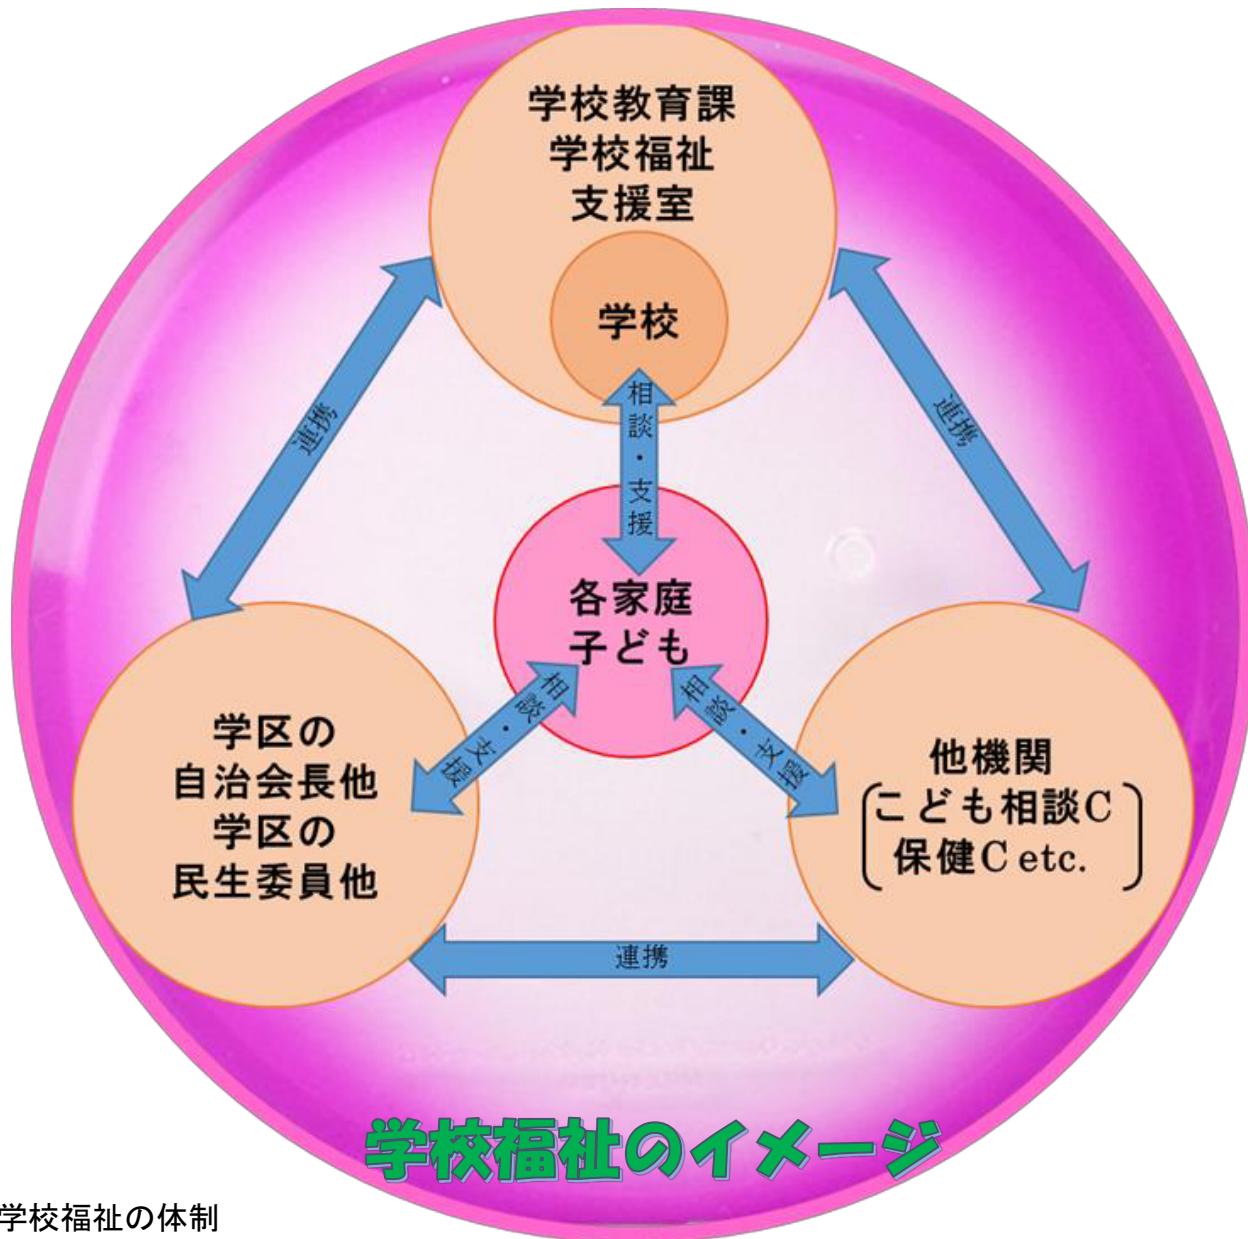 学校教育課
学校福祉
支援室
学校
相談・支援
連携
連携
各家庭
子ども
相談・支援
相談・支援
学区の
自治会長他
学区の
民生委員他
他機関
こども相談C
保健C etc.
連携
学校福祉のイメージ
学校福祉の体制